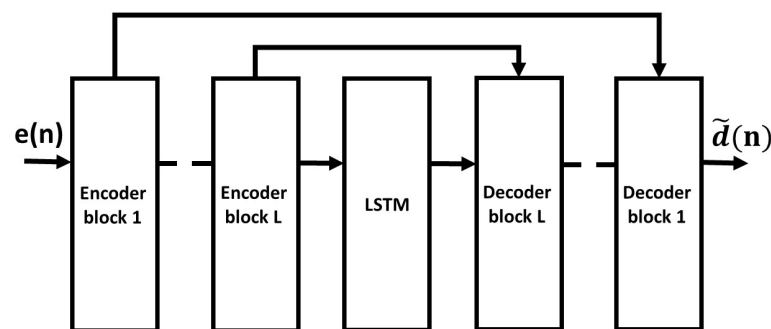 e(n)
Encoder
block 1
Encoder
block L
LSTM
Decoder
block L
Decoder
block 1
d̃(n)